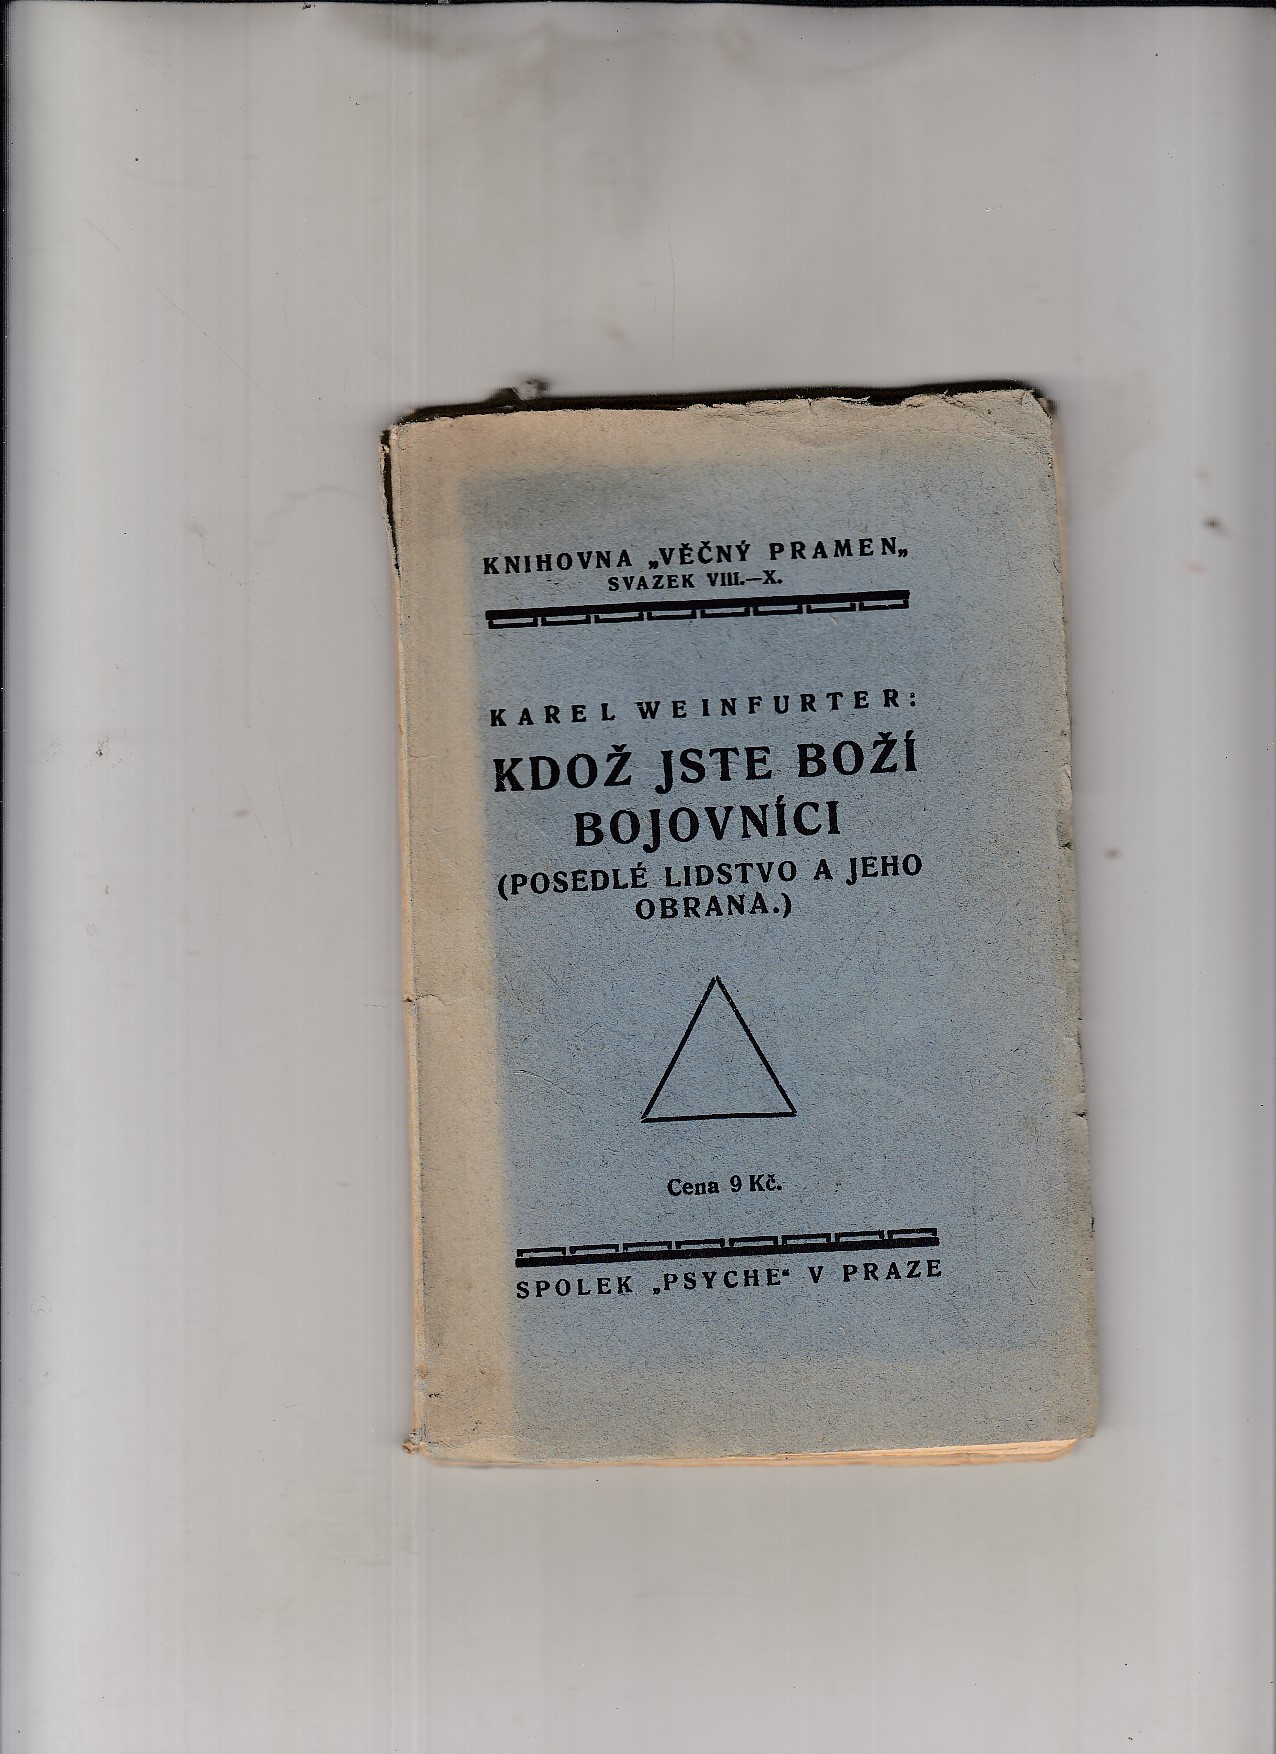 KNIHOVNA „VĚČNÝ PRAMEN„
SVAZEK VIII.—X.
KAREL WEINFURTER:
KDOŽ JSTE BOŽÍ
BOJOVNÍCI
(POSEDLÉ LIDSTVO A JEHO
OBRANA.)
Cena 9 Kč.
SPOLEK „PSYCHE“ V PRAZE